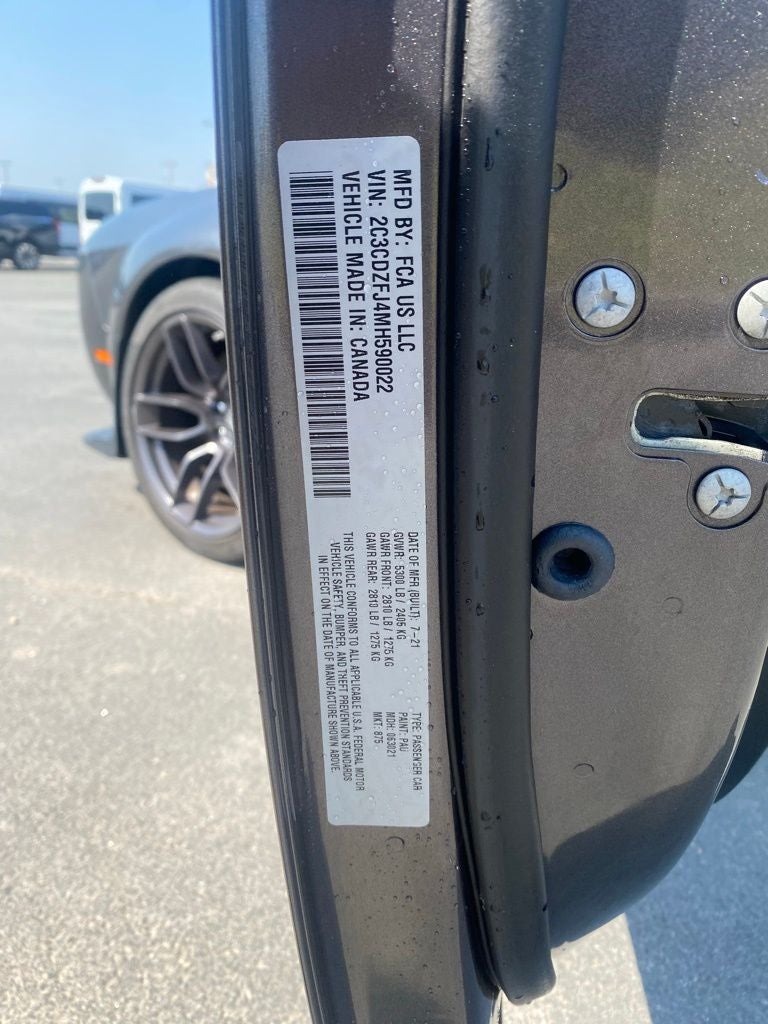 MFD BY: FCA US LLC
VIN: 2C3CDZFJ4MH590022
VEHICLE MADE IN: CANADA
DATE OF MFR (BUILT): 7-21
GVWR: 5300 LB / 2405 KG
GAWR FRONT: 2810 LB / 1275 KG
GAWR REAR: 2810 LB / 1275 KG
TYPE: PASSENGER CAR
PAINT: PAU
MDH: 063021
MKT: 875
THIS VEHICLE CONFORMS TO ALL APPLICABLE U.S.A. FEDERAL MOTOR
VEHICLE SAFETY, BUMPER, AND THEFT PREVENTION STANDARDS
IN EFFECT ON THE DATE OF MANUFACTURE SHOWN ABOVE.